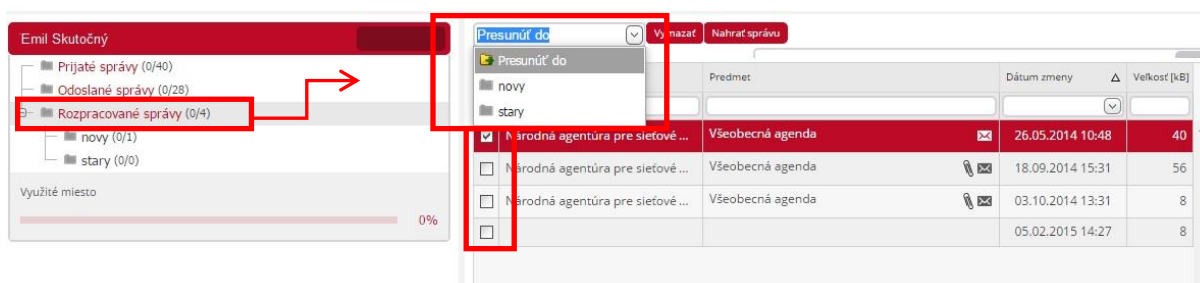 Emil Skutočný
Prijaté správy (0/40)
Odoslané správy (0/28)
Rozpracované správy (0/4)
novy (0/1)
stary (0/0)
Využité miesto
0%
Presunúť do Vymazať Nahrať správu
Presunúť do
novy
stary
Predmet Dátum zmeny Veľkosť [kB]
Národná agentúra pre sieťové ... Všeobecná agenda 26.05.2014 10:48 40
Národná agentúra pre sieťové ... Všeobecná agenda 18.09.2014 15:31 56
Národná agentúra pre sieťové ... Všeobecná agenda 03.10.2014 13:31 8
05.02.2015 14:27 8